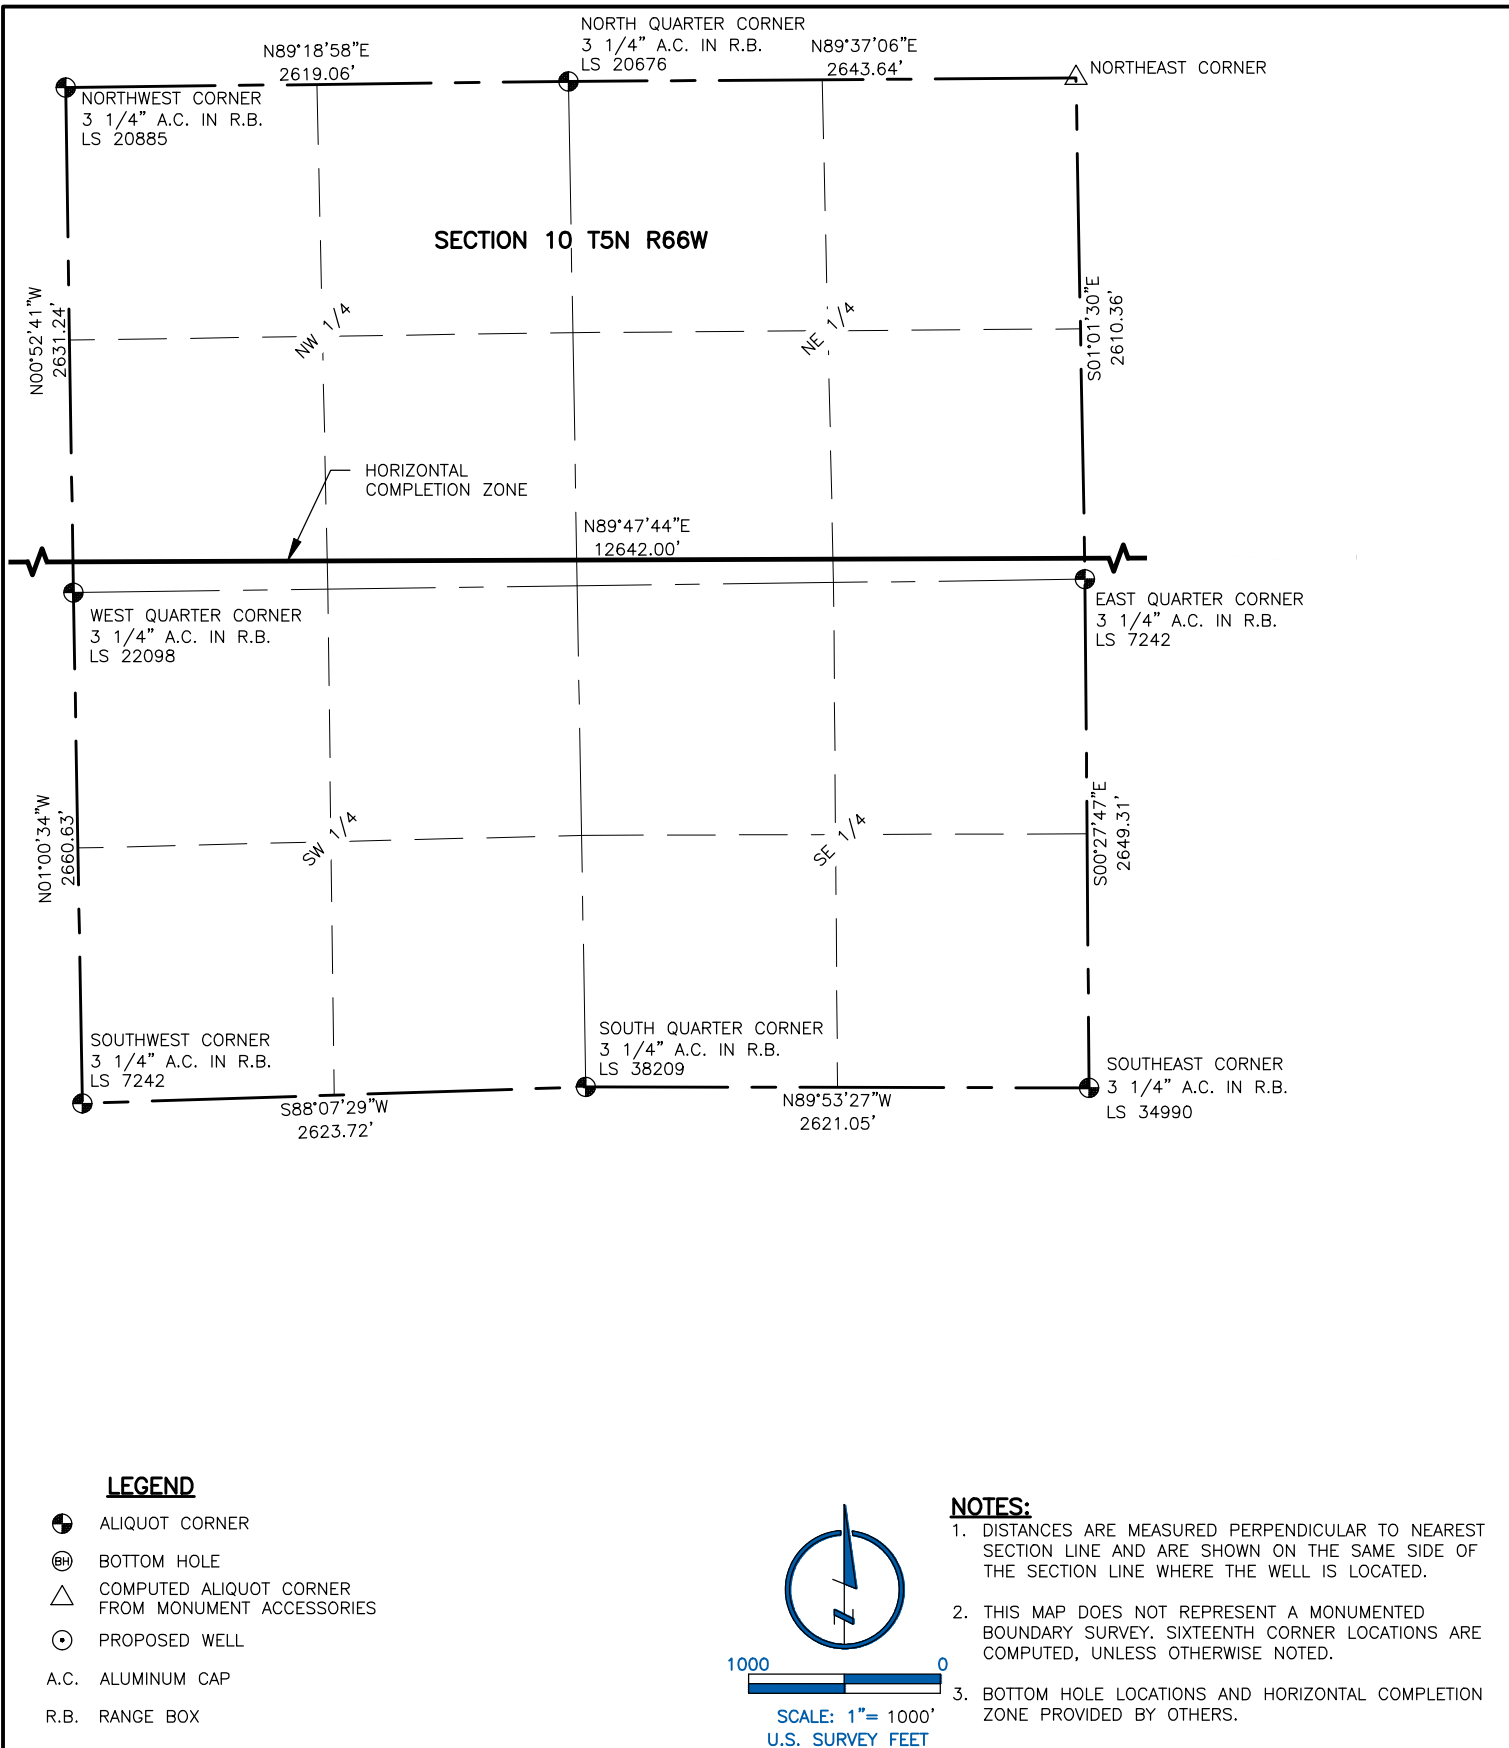 NORTH QUARTER CORNER
3 1/4" A.C. IN R.B.
LS 20676
N89°18'58"E
2619.06'
N89°37'06"E
2643.64'
NORTHEAST CORNER
NORTHWEST CORNER
3 1/4" A.C. IN R.B.
LS 20885
SECTION 10 T5N R66W
N00°52'41"W
2631.24'
NW 1/4
NE 1/4
S01°01'30"E
2610.36'
HORIZONTAL
COMPLETION ZONE
N89°47'44"E
12642.00'
WEST QUARTER CORNER
3 1/4" A.C. IN R.B.
LS 22098
EAST QUARTER CORNER
3 1/4" A.C. IN R.B.
LS 7242
N01°00'34"W
2660.63'
SW 1/4
SE 1/4
S00°27'47"E
2649.31'
SOUTHWEST CORNER
3 1/4" A.C. IN R.B.
LS 7242
SOUTH QUARTER CORNER
3 1/4" A.C. IN R.B.
LS 38209
SOUTHEAST CORNER
3 1/4" A.C. IN R.B.
LS 34990
S88°07'29"W
2623.72'
N89°53'27"W
2621.05'
LEGEND
ALIQUOT CORNER
BH BOTTOM HOLE
COMPUTED ALIQUOT CORNER
FROM MONUMENT ACCESSORIES
PROPOSED WELL
A.C. ALUMINUM CAP
R.B. RANGE BOX
N
1000 0
SCALE: 1"= 1000'
U.S. SURVEY FEET
NOTES:
1. DISTANCES ARE MEASURED PERPENDICULAR TO NEAREST
SECTION LINE AND ARE SHOWN ON THE SAME SIDE OF
THE SECTION LINE WHERE THE WELL IS LOCATED.
2. THIS MAP DOES NOT REPRESENT A MONUMENTED
BOUNDARY SURVEY. SIXTEENTH CORNER LOCATIONS ARE
COMPUTED, UNLESS OTHERWISE NOTED.
3. BOTTOM HOLE LOCATIONS AND HORIZONTAL COMPLETION
ZONE PROVIDED BY OTHERS.